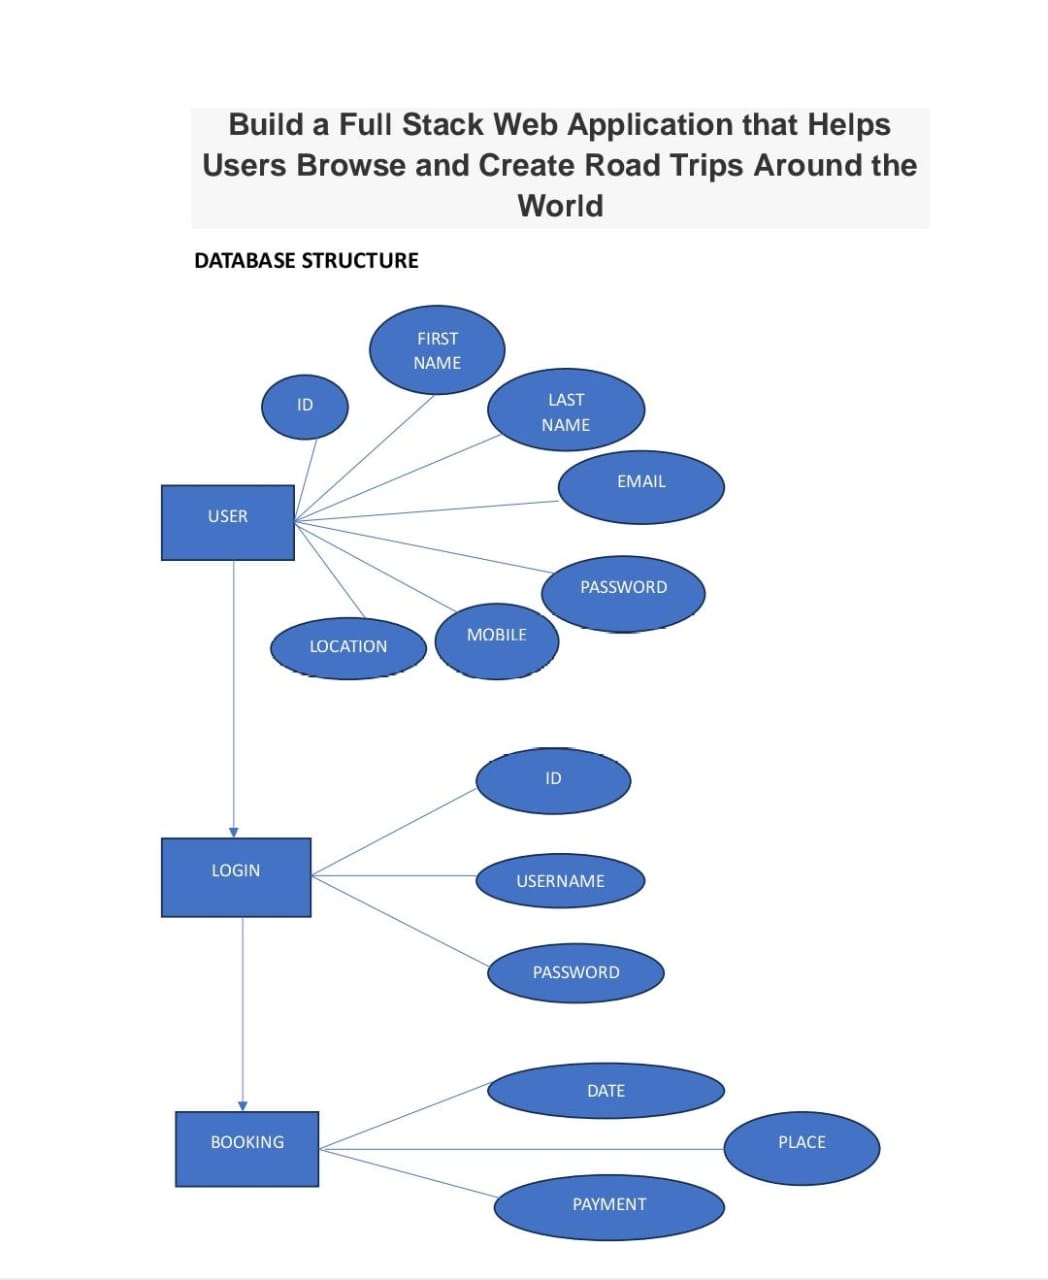 Build a Full Stack Web Application that Helps
Users Browse and Create Road Trips Around the
World
DATABASE STRUCTURE
FIRST
NAME
ID
LAST
NAME
EMAIL
USER
PASSWORD
MOBILE
LOCATION
ID
LOGIN
USERNAME
PASSWORD
DATE
BOOKING
PLACE
PAYMENT